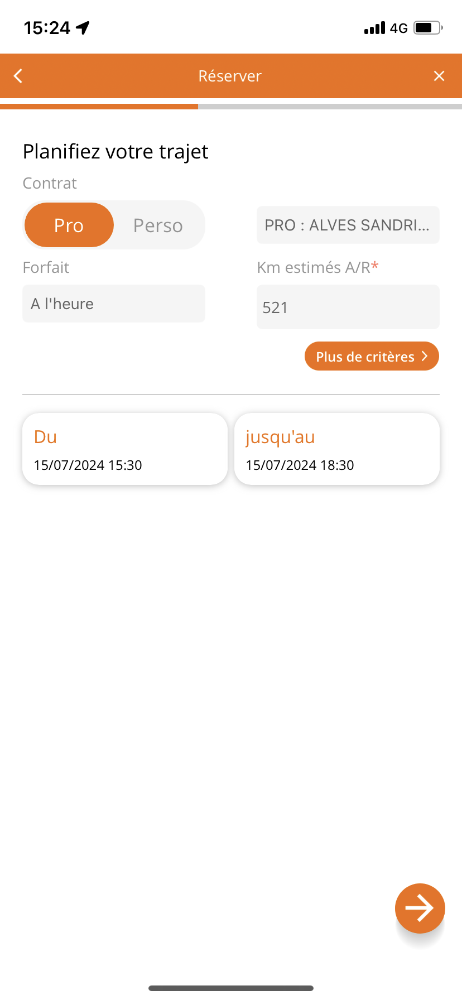 15:24
4G
Réserver
Planifiez votre trajet
Contrat
Pro
Perso
PRO : ALVES SANDRI...
Forfait
Km estimés A/R*
A l'heure
521
Plus de critères
Du
jusqu'au
15/07/2024 15:30
15/07/2024 18:30